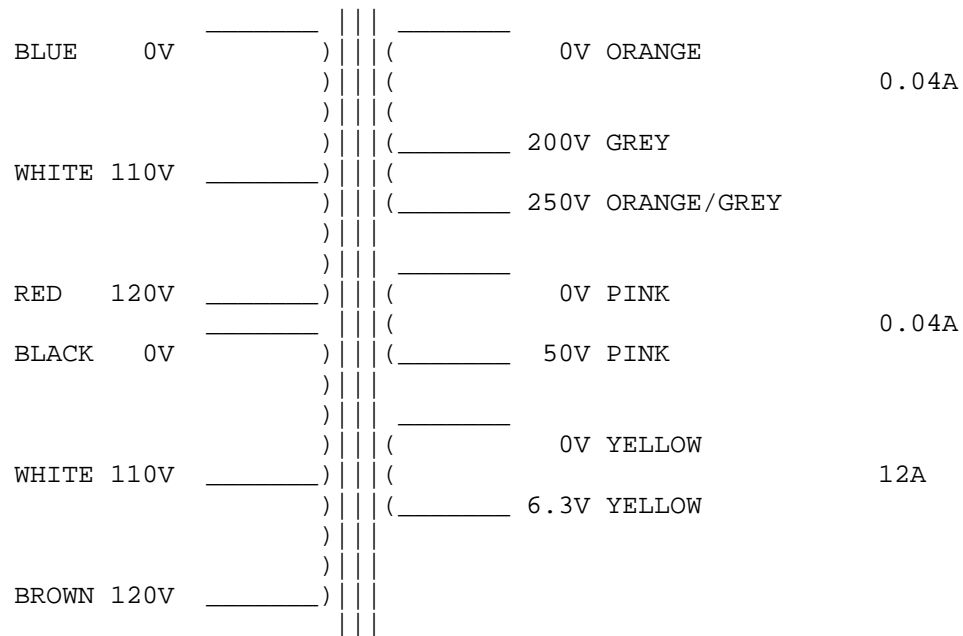 BLUE 0V 0V ORANGE
0.04A
200V GREY
WHITE 110V
250V ORANGE/GREY
RED 120V 0V PINK
0.04A
BLACK 0V 50V PINK
0V YELLOW
WHITE 110V 12A
6.3V YELLOW
BROWN 120V